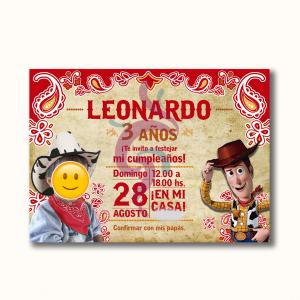 LEONARDO
3 AÑOS
¡Te invito a festejar
mi cumpleaños!
Domingo
28
AGOSTO
12.00 a
18.00 hs.
¡EN MI
CASA!
Confirmar con mis papás.